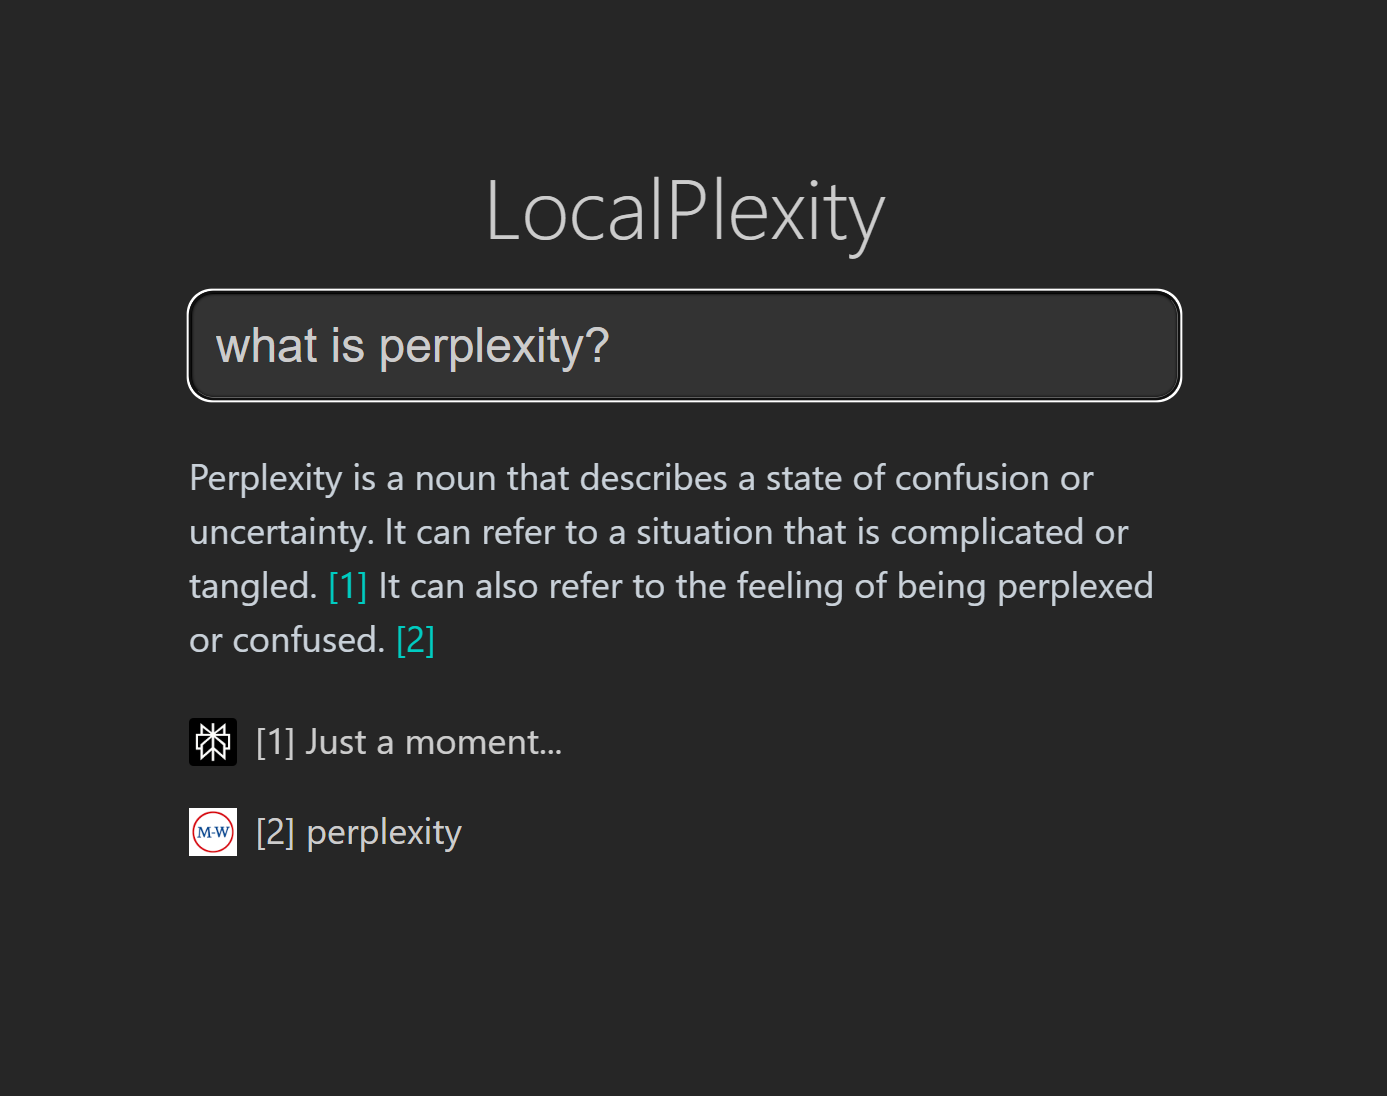 LocalPlexity
what is perplexity?
Perplexity is a noun that describes a state of confusion or
uncertainty. It can refer to a situation that is complicated or
tangled. [1] It can also refer to the feeling of being perplexed
or confused. [2]
[1] Just a moment...
M-W [2] perplexity